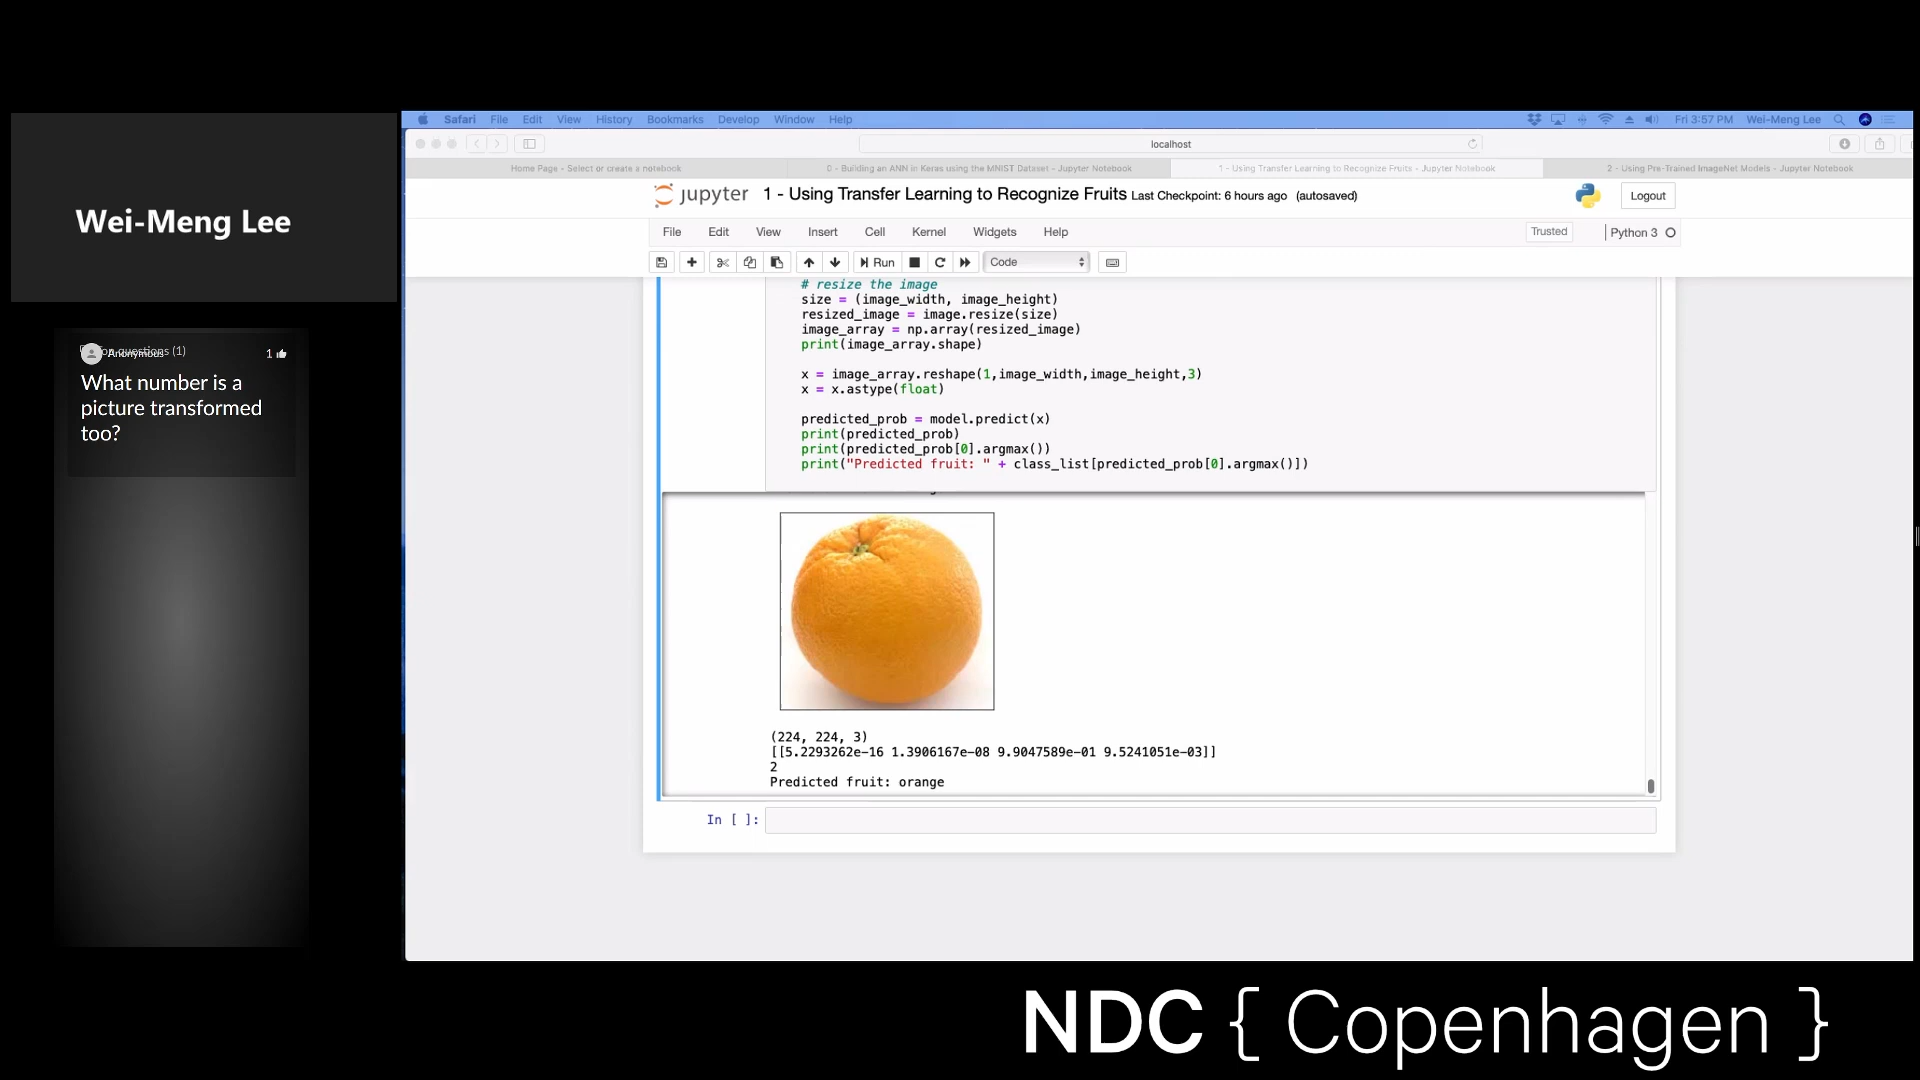 Wei-Meng Lee
Anonymous
questions (1)
1
What number is a
picture transformed
too?
Safari File Edit View History Bookmarks Develop Window Help
Fri 3:57 PM Wei-Meng Lee
localhost
Home Page - Select or create a notebook
0 - Building an ANN in Keras using the MNIST Dataset - Jupyter Notebook
1 - Using Transfer Learning to Recognize Fruits - Jupyter Notebook
2 - Using Pre-Trained ImageNet Models - Jupyter Notebook
jupyter 1 - Using Transfer Learning to Recognize Fruits Last Checkpoint: 6 hours ago (autosaved)
Logout
File Edit View Insert Cell Kernel Widgets Help
Trusted
Python 3
Run
Code
# resize the image
size = (image_width, image_height)
resized_image = image.resize(size)
image_array = np.array(resized_image)
print(image_array.shape)
x = image_array.reshape(1,image_width,image_height,3)
x = x.astype(float)
predicted_prob = model.predict(x)
print(predicted_prob)
print(predicted_prob[0].argmax())
print("Predicted fruit: " + class_list[predicted_prob[0].argmax()])
(224, 224, 3)
[[5.2293262e-16 1.3906167e-08 9.9047589e-01 9.5241051e-03]]
2
Predicted fruit: orange
In [ ]:
NDC { Copenhagen }